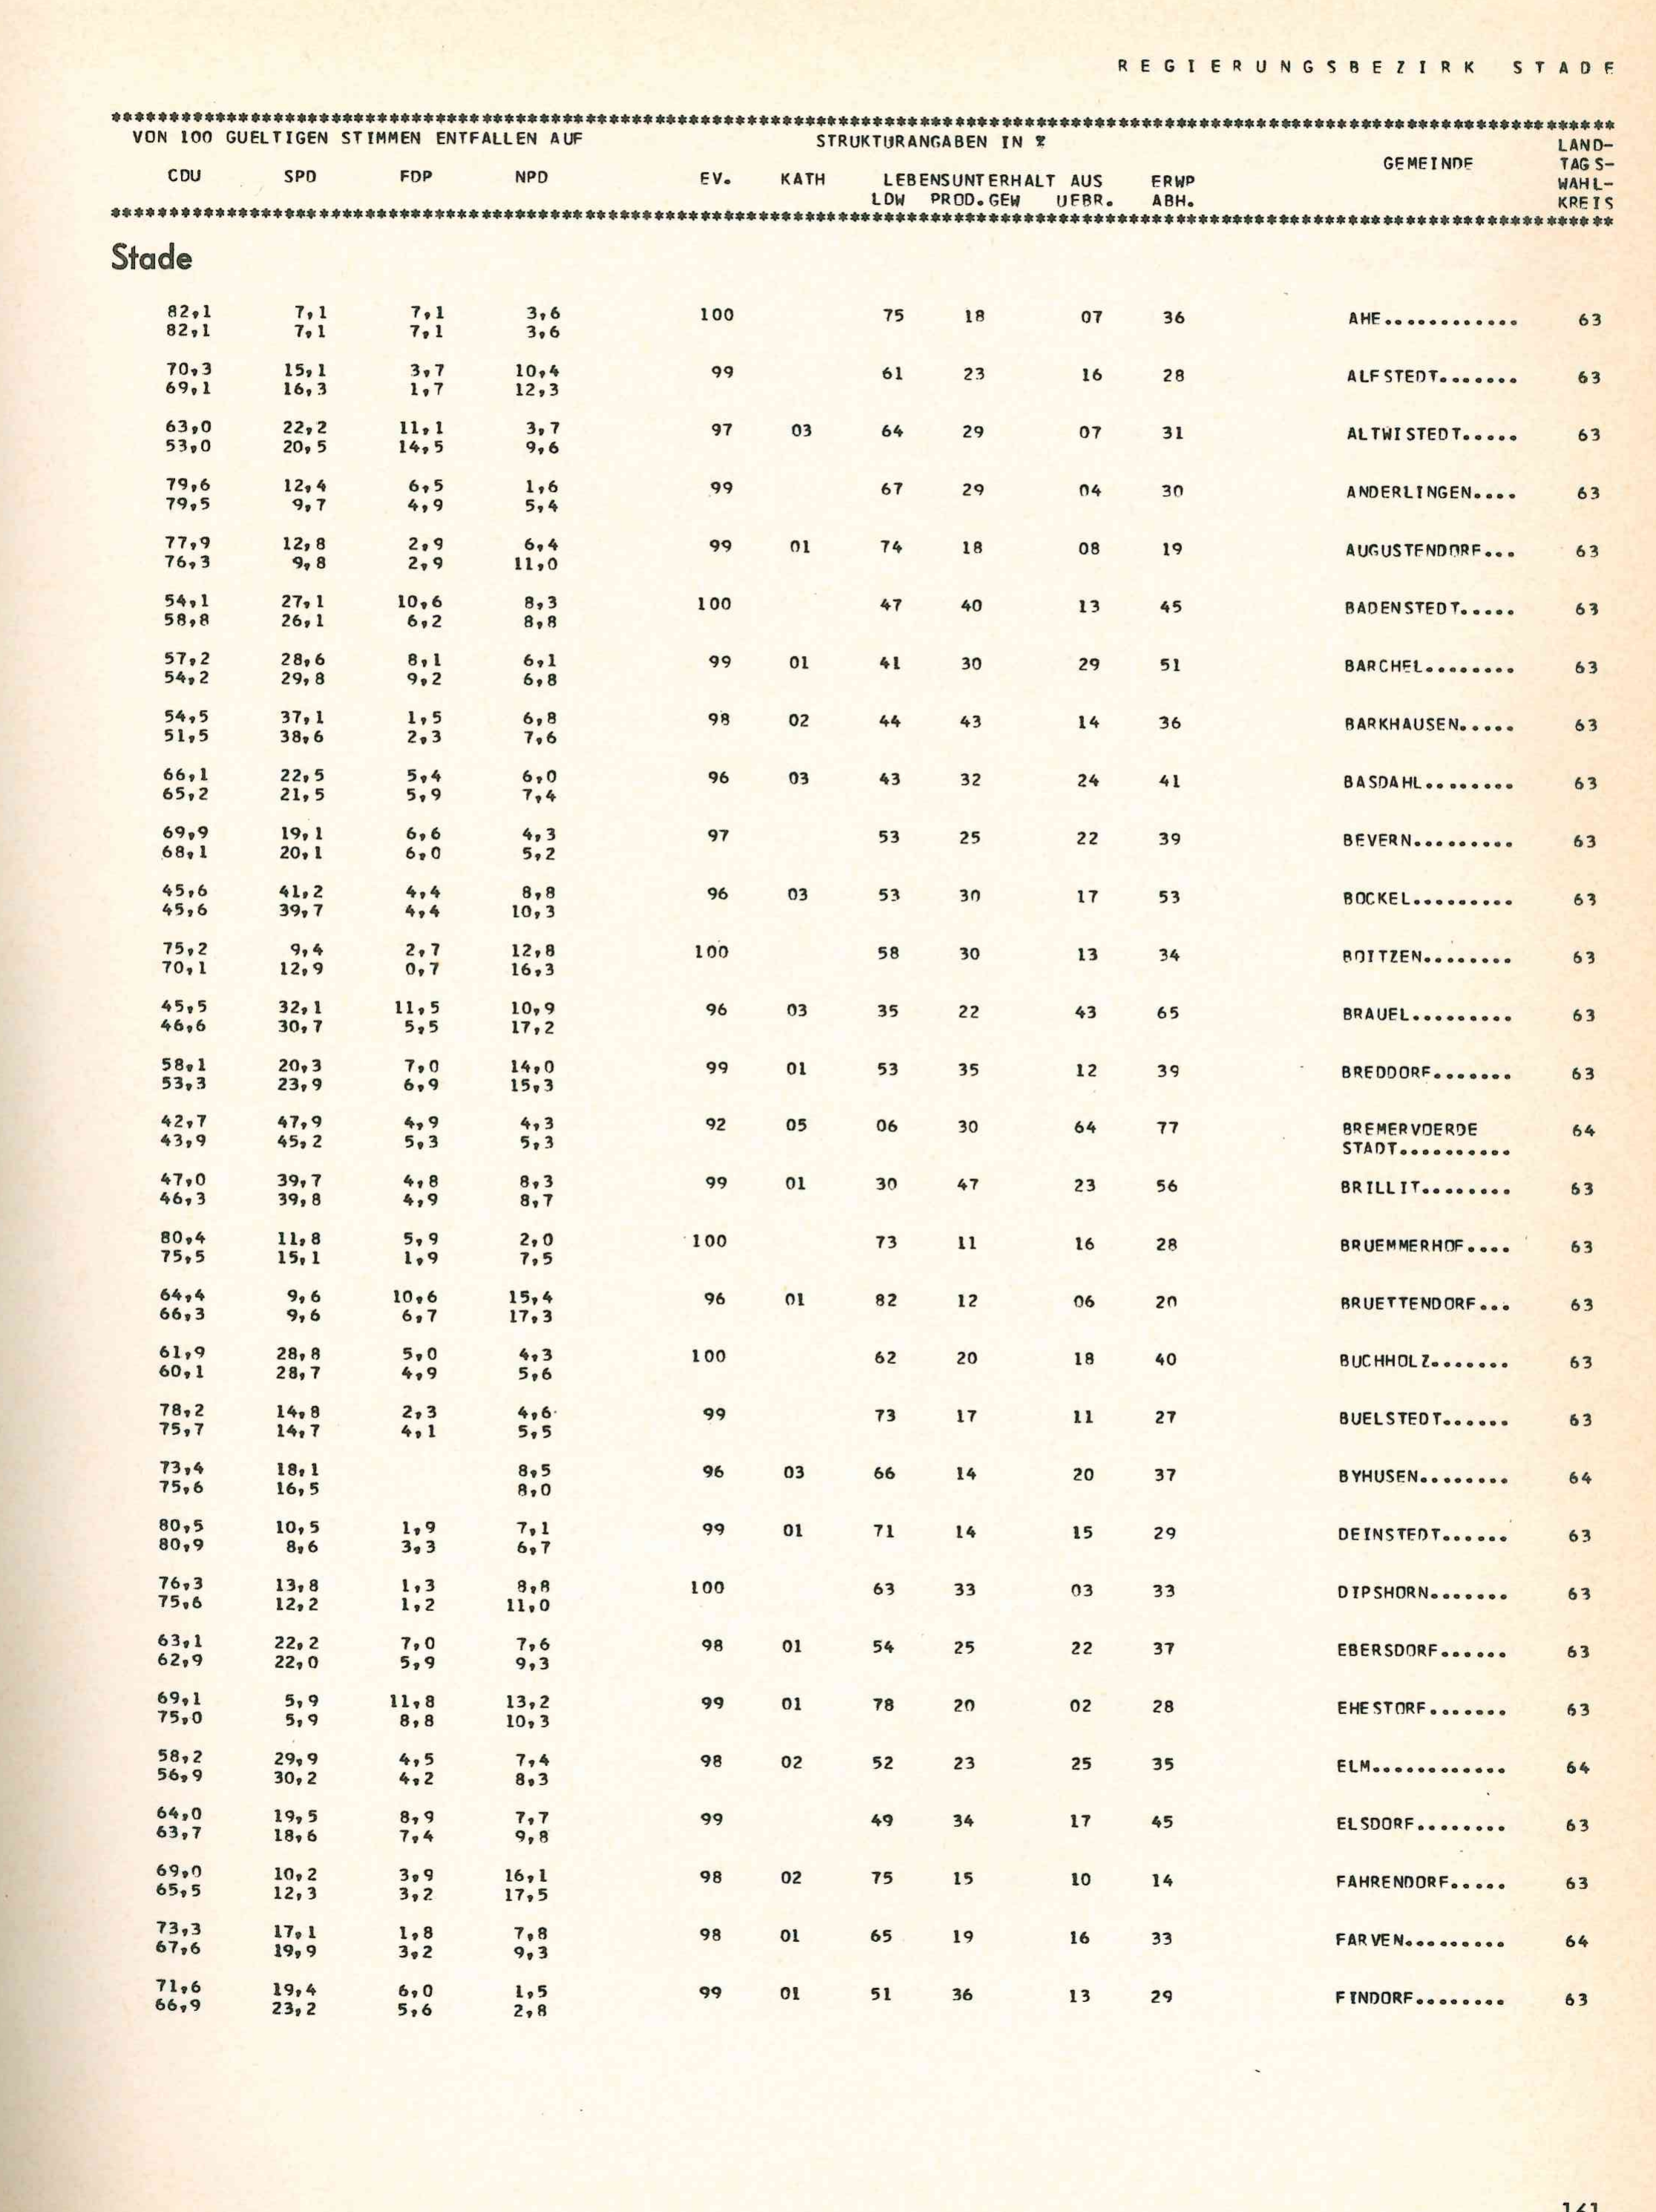 REGIERUNGSBEZIRK STADE
VON 100 GUELTIGEN STIMMEN ENTFALLEN AUF STRUKTURANGABEN IN % LAND-
GEMEINDE TAGS-
CDU SPD FDP NPD EV. KATH LEBENSUNTERHALT AUS ERWP WAHL-
LDW PROD.GEW UEBR. ABH. KREIS
Stade
82,1 7,1 7,1 3,6 100 75 18 07 36 AHE............ 63
82,1 7,1 7,1 3,6
70,3 15,1 3,7 10,4 99 61 23 16 28 ALFSTEDT....... 63
69,1 16,3 1,7 12,3
63,0 22,2 11,1 3,7 97 03 64 29 07 31 ALTWISTEDT..... 63
53,0 20,5 14,5 9,6
79,6 12,4 6,5 1,6 99 67 29 04 30 ANDERLINGEN.... 63
79,5 9,7 4,9 5,4
77,9 12,8 2,9 6,4 99 01 74 18 08 19 AUGUSTENDORF... 63
76,3 9,8 2,9 11,0
54,1 27,1 10,6 8,3 100 47 40 13 45 BADENSTEDT..... 63
58,8 26,1 6,2 8,8
57,2 28,6 8,1 6,1 99 01 41 30 29 51 BARCHEL........ 63
54,2 29,8 9,2 6,8
54,5 37,1 1,5 6,8 98 02 44 43 14 36 BARKHAUSEN..... 63
51,5 38,6 2,3 7,6
66,1 22,5 5,4 6,0 96 03 43 32 24 41 BASDAHL........ 63
65,2 21,5 5,9 7,4
69,9 19,1 6,6 4,3 97 53 25 22 39 BEVERN......... 63
68,1 20,1 6,0 5,2
45,6 41,2 4,4 8,8 96 03 53 30 17 53 BOCKEL......... 63
45,6 39,7 4,4 10,3
75,2 9,4 2,7 12,8 100 58 30 13 34 BOITZEN........ 63
70,1 12,9 0,7 16,3
45,5 32,1 11,5 10,9 96 03 35 22 43 65 BRAUEL......... 63
46,6 30,7 5,5 17,2
58,1 20,3 7,0 14,0 99 01 53 35 12 39 BREDDORF....... 63
53,3 23,9 6,9 15,3
42,7 47,9 4,9 4,3 92 05 06 30 64 77 BREMERVOERDE 64
43,9 45,2 5,3 5,3 STADT..........
47,0 39,7 4,8 8,3 99 01 30 47 23 56 BRILLIT........ 63
46,3 39,8 4,9 8,7
80,4 11,8 5,9 2,0 100 73 11 16 28 BRUEMMERHOF.... 63
75,5 15,1 1,9 7,5
64,4 9,6 10,6 15,4 96 01 82 12 06 20 BRUETTENDORF... 63
66,3 9,6 6,7 17,3
61,9 28,8 5,0 4,3 100 62 20 18 40 BUCHHOLZ....... 63
60,1 28,7 4,9 5,6
78,2 14,8 2,3 4,6 99 73 17 11 27 BUELSTEDT...... 63
75,7 14,7 4,1 5,5
73,4 18,1 8,5 96 03 66 14 20 37 BYHUSEN........ 64
75,6 16,5 8,0
80,5 10,5 1,9 7,1 99 01 71 14 15 29 DEINSTEDT...... 63
80,9 8,6 3,3 6,7
76,3 13,8 1,3 8,8 100 63 33 03 33 DIPSHORN....... 63
75,6 12,2 1,2 11,0
63,1 22,2 7,0 7,6 98 01 54 25 22 37 EBERSDORF...... 63
62,9 22,0 5,9 9,3
69,1 5,9 11,8 13,2 99 01 78 20 02 28 EHESTORF....... 63
75,0 5,9 8,8 10,3
58,2 29,9 4,5 7,4 98 02 52 23 25 35 ELM............ 64
56,9 30,2 4,2 8,3
64,0 19,5 8,9 7,7 99 49 34 17 45 ELSDORF........ 63
63,7 18,6 7,4 9,8
69,0 10,2 3,9 16,1 98 02 75 15 10 14 FAHRENDORF..... 63
65,5 12,3 3,2 17,5
73,3 17,1 1,8 7,8 98 01 65 19 16 33 FARVEN......... 64
67,6 19,9 3,2 9,3
71,6 19,4 6,0 1,5 99 01 51 36 13 29 FINDORF........ 63
66,9 23,2 5,6 2,8